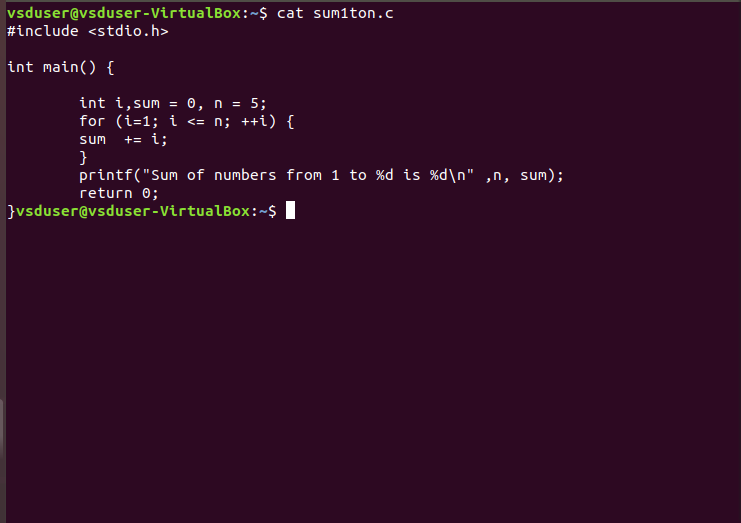 vsduser@vsduser-VirtualBox:~$ cat sum1ton.c
#include <stdio.h>
int main() {
int i,sum = 0, n = 5;
for (i=1; i <= n; ++i) {
sum  += i;
}
printf("Sum of numbers from 1 to %d is %d\n" ,n, sum);
return 0;
}vsduser@vsduser-VirtualBox:~$